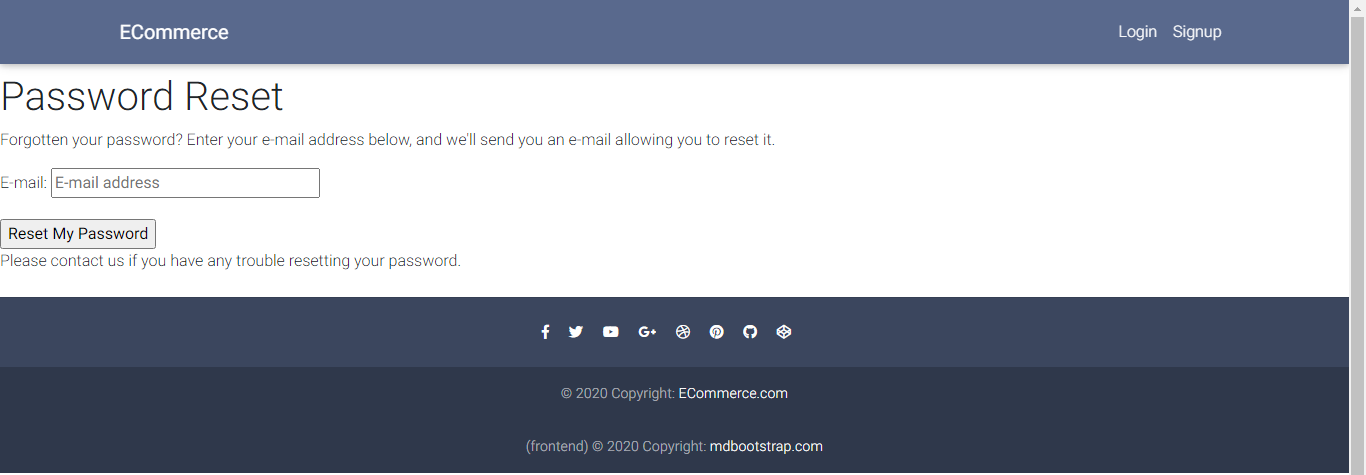 ECommerce
Login Signup
Password Reset
Forgotten your password? Enter your e-mail address below, and we'll send you an e-mail allowing you to reset it.
E-mail: E-mail address
Reset My Password
Please contact us if you have any trouble resetting your password.
© 2020 Copyright: ECommerce.com
(frontend) © 2020 Copyright: mdbootstrap.com